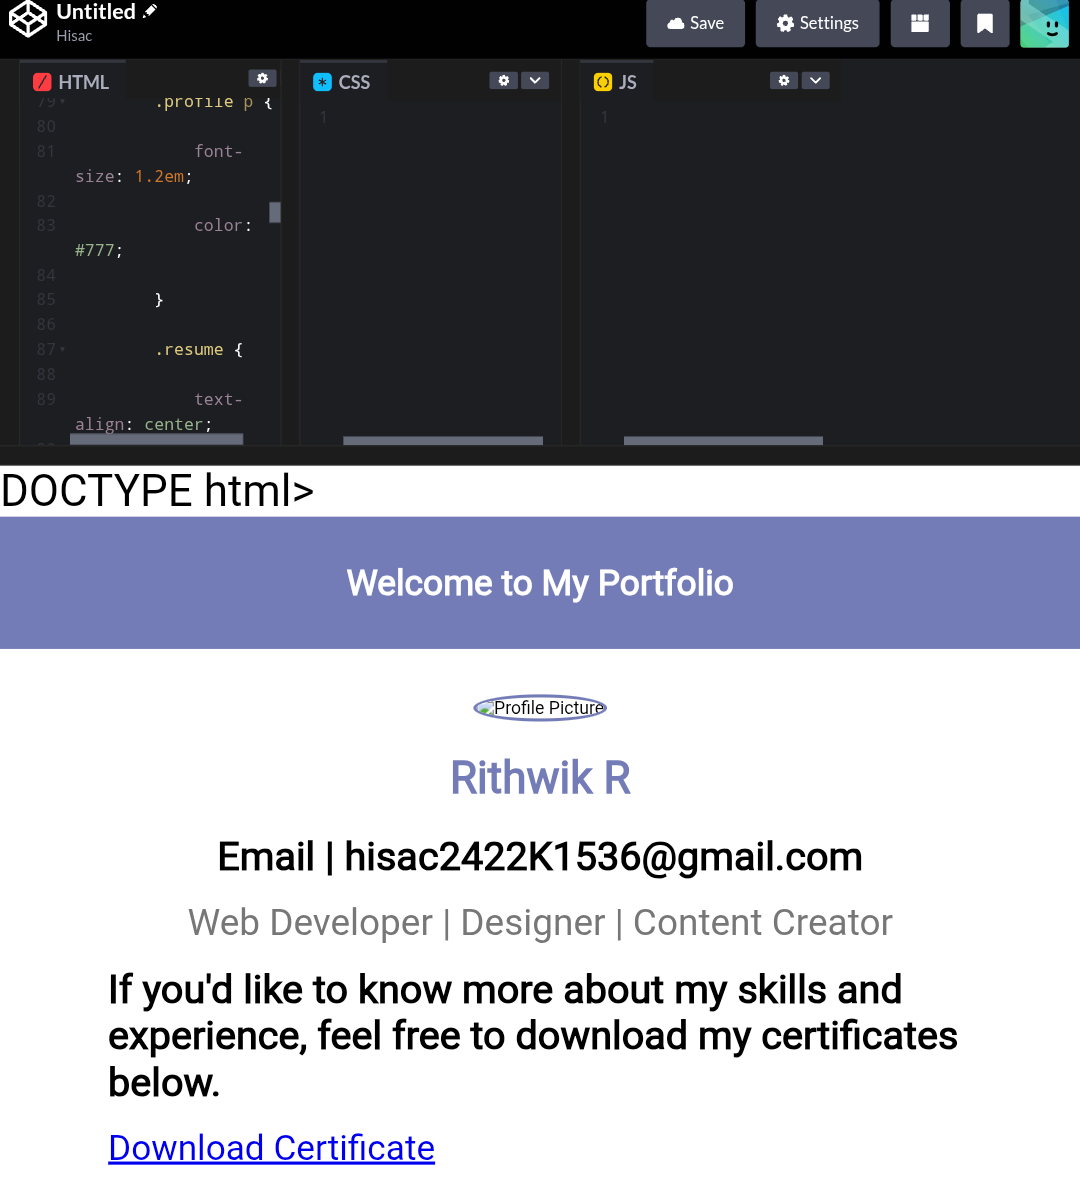 Untitled
Hisac
Save
Settings
HTML
CSS
JS
79 .profile p {
80
81 font-
size: 1.2em;
82
83 color:
#777;
84
85 }
86
87 .resume {
88
89 text-
align: center;
1
1
DOCTYPE html>
Welcome to My Portfolio
Profile Picture
Rithwik R
Email | hisac2422K1536@gmail.com
Web Developer | Designer | Content Creator
If you'd like to know more about my skills and
experience, feel free to download my certificates
below.
Download Certificate